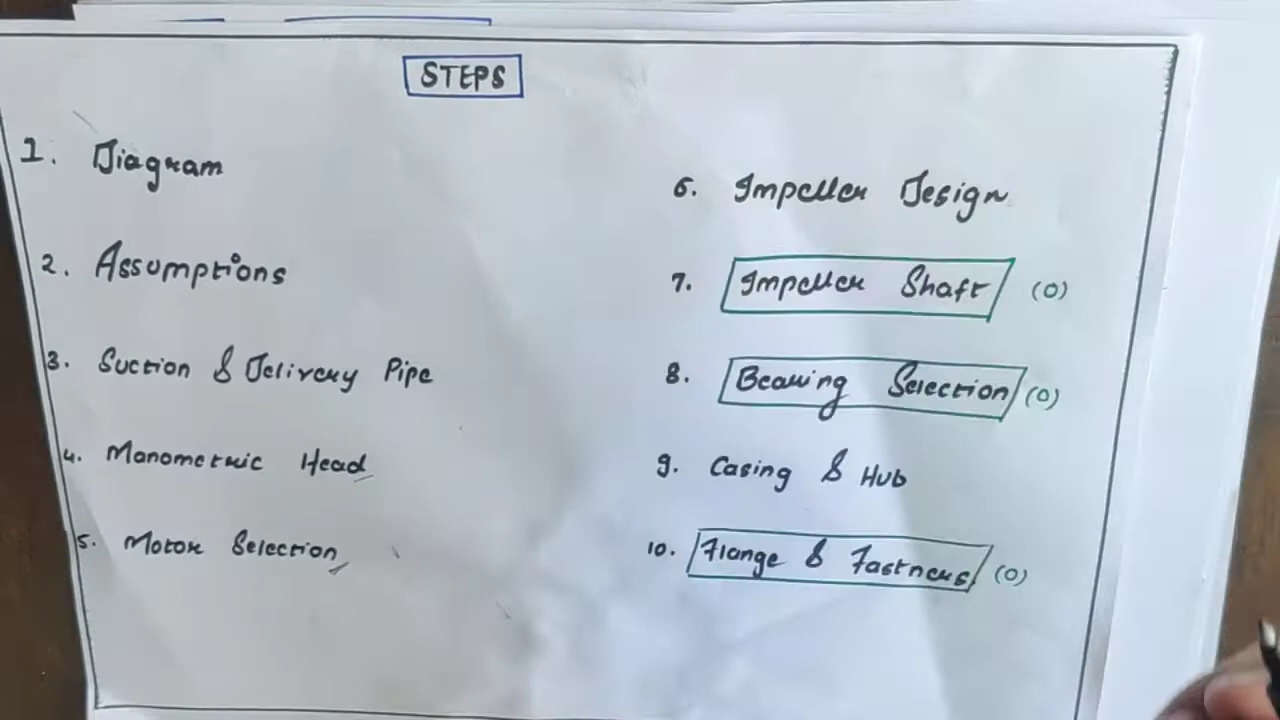 STEPS
1. Diagram
2. Assumptions
3. Suction & Delivery Pipe
4. Manometric Head
5. Motor Selection
6. Impeller Design
7. Impeller Shaft (0)
8. Bearing Selection (0)
9. Casing & Hub
10. Flange & Fastners (0)